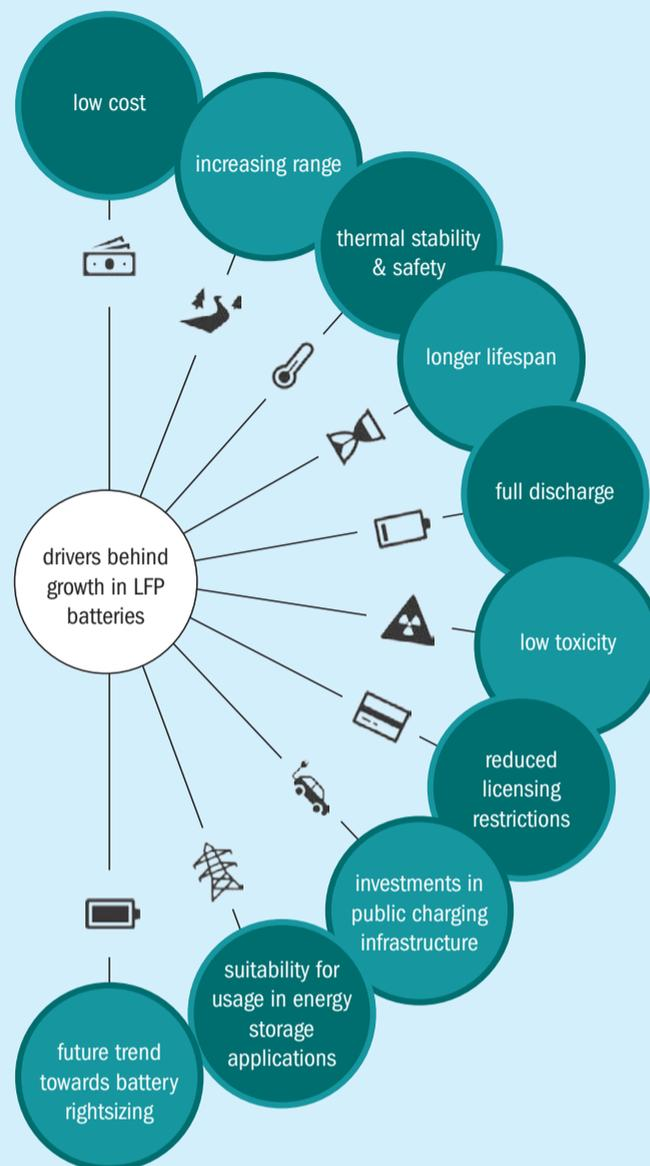 low cost
increasing range
thermal stability
& safety
longer lifespan
full discharge
drivers behind
growth in LFP
batteries
low toxicity
reduced
licensing
restrictions
investments in
public charging
infrastructure
suitability for
usage in energy
storage
applications
future trend
towards battery
rightsizing